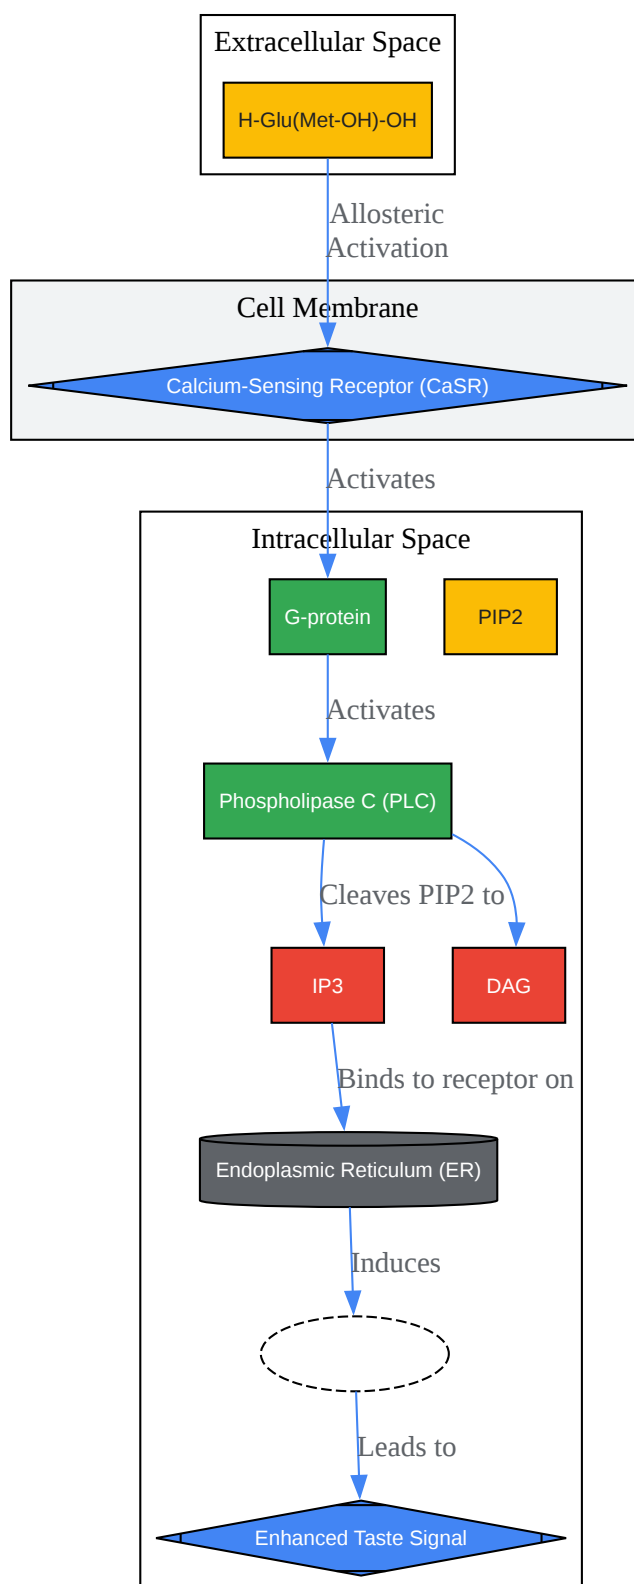 Extracellular Space
H-Glu(Met-OH)-OH
Allosteric
Activation
Cell Membrane
Calcium-Sensing Receptor (CaSR)
Activates
Intracellular Space
G-protein
PIP2
Activates
Phospholipase C (PLC)
Cleaves PIP2 to
IP3
DAG
Binds to receptor on
Endoplasmic Reticulum (ER)
Induces
Leads to
Enhanced Taste Signal